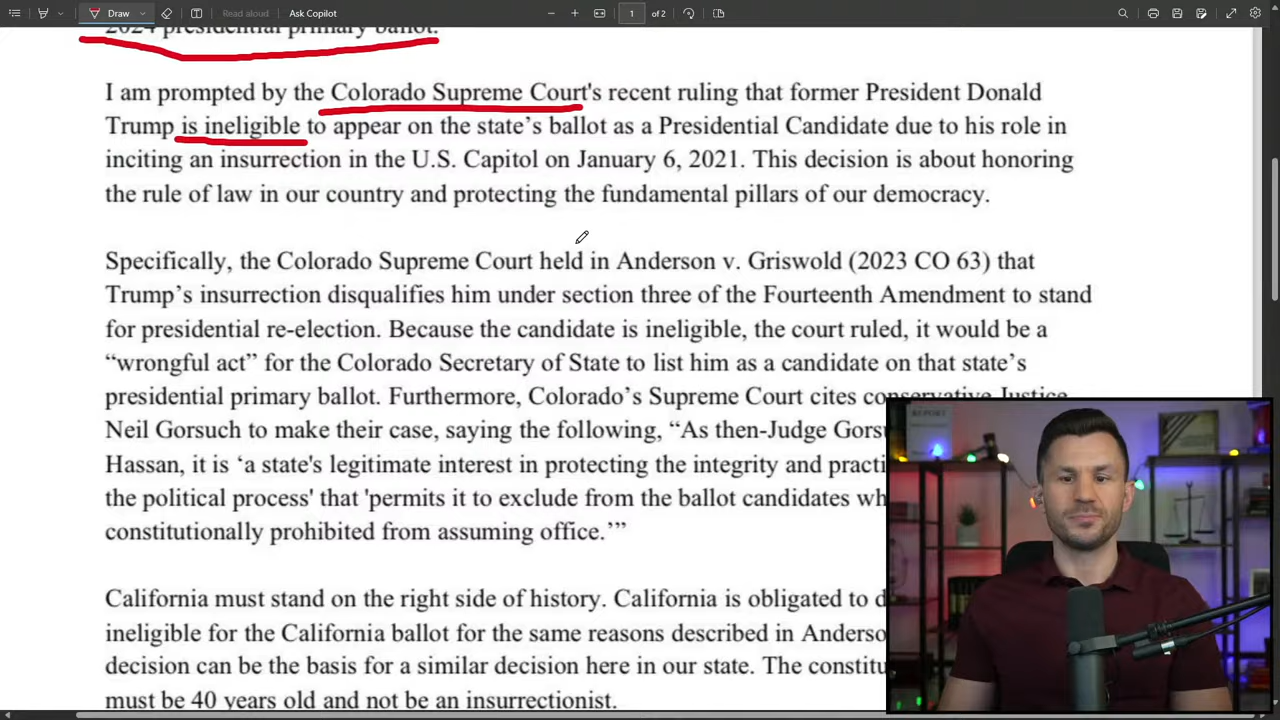 Draw
Read aloud
Ask Copilot
1 of 2
2024 presidential primary ballot.
I am prompted by the Colorado Supreme Court's recent ruling that former President Donald
Trump is ineligible to appear on the state’s ballot as a Presidential Candidate due to his role in
inciting an insurrection in the U.S. Capitol on January 6, 2021. This decision is about honoring
the rule of law in our country and protecting the fundamental pillars of our democracy.
Specifically, the Colorado Supreme Court held in Anderson v. Griswold (2023 CO 63) that
Trump’s insurrection disqualifies him under section three of the Fourteenth Amendment to stand
for presidential re-election. Because the candidate is ineligible, the court ruled, it would be a
“wrongful act” for the Colorado Secretary of State to list him as a candidate on that state’s
presidential primary ballot. Furthermore, Colorado’s Supreme Court cites conservative Justice
Neil Gorsuch to make their case, saying the following, “As then-Judge Gorsu
Hassan, it is ‘a state's legitimate interest in protecting the integrity and practi
the political process' that 'permits it to exclude from the ballot candidates wh
constitutionally prohibited from assuming office.’”
California must stand on the right side of history. California is obligated to d
ineligible for the California ballot for the same reasons described in Anderso
decision can be the basis for a similar decision here in our state. The constitu
must be 40 years old and not be an insurrectionist.
REPORT